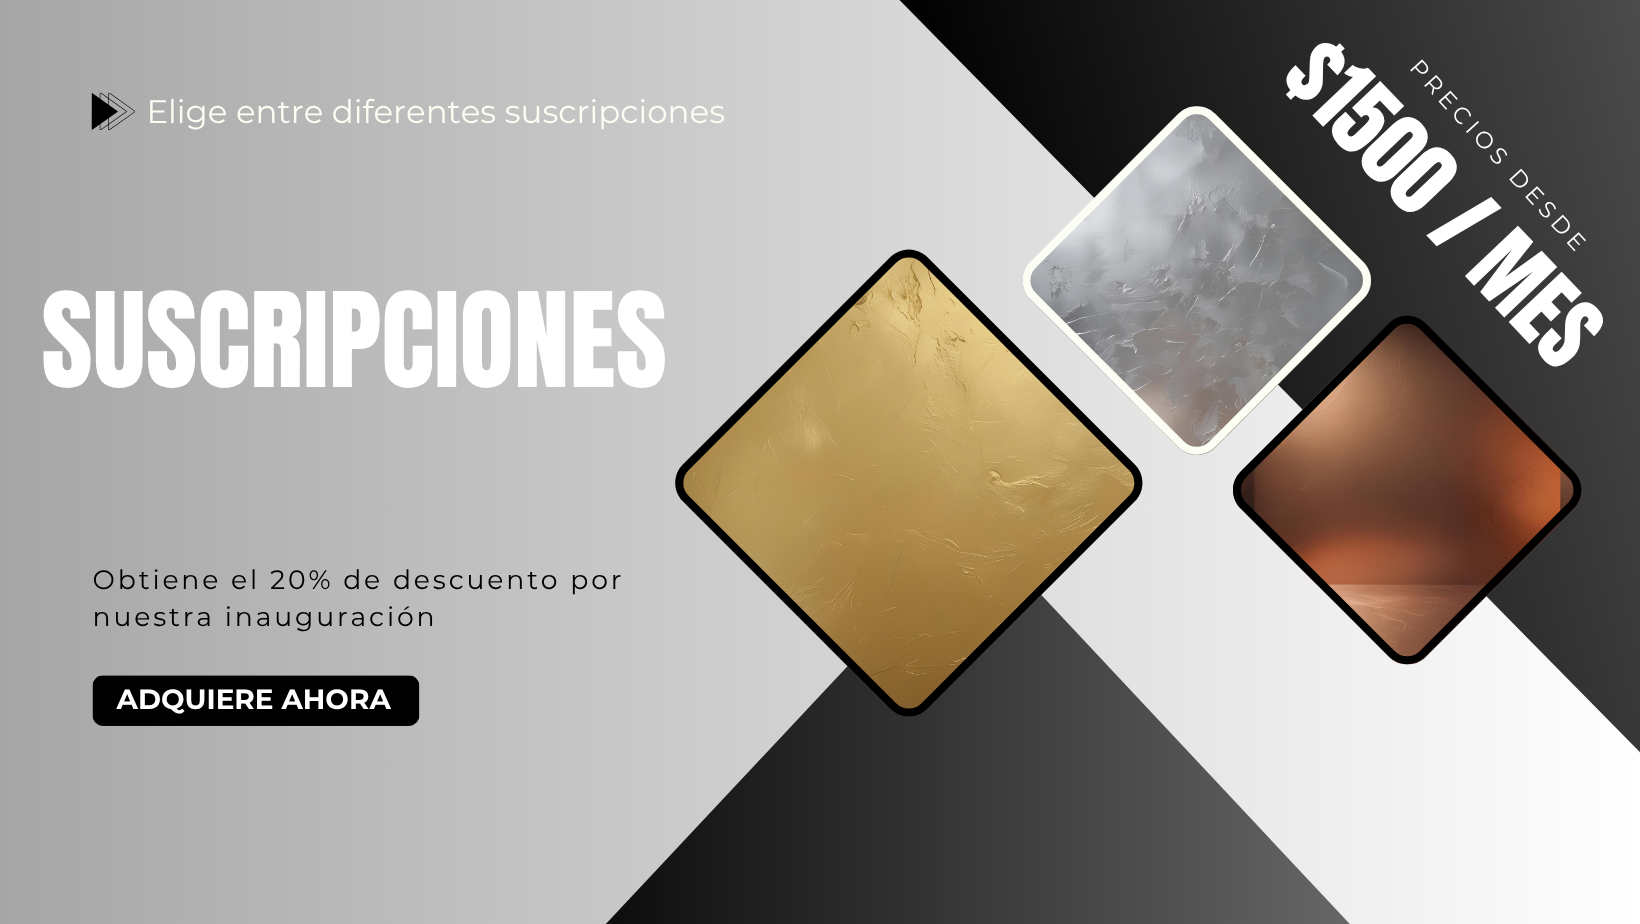 Elige entre diferentes suscripciones
SUSCRIPCIONES
Obtiene el 20% de descuento por
nuestra inauguración
ADQUIERE AHORA
PRECIOS DESDE
$1500 / MES